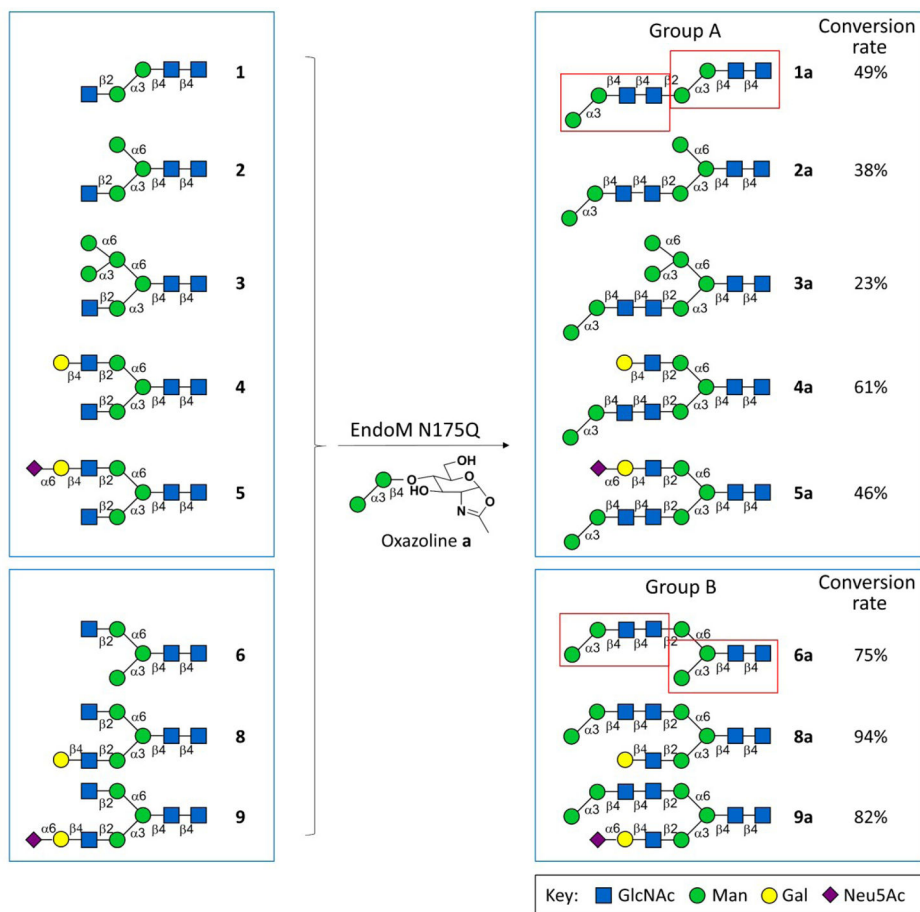 β2 α3 β4 β4 1
α6
β2 α3 β4 β4 2
α6
α3 α6
β2 α3 β4 β4 3
β4 β2 α6
β2 α3 β4 β4 4
α6 β4 β2 α6
β2 α3 β4 β4 5
β2 α6
β4 β4 6
β2 α6
β4 β2 α3 β4 β4 8
β2 α6
α6 β4 β2 α3 β4 β4 9
EndoM N175Q
α3 β4 O OH
HO O
N
Oxazoline a
Group A
Conversion
rate
β4 β4 β2 α3 β4 β4 1a 49%
α3
α6
β4 β4 β2 α3 β4 β4 2a 38%
α3
α6
α3 α6
β4 β4 β2 α3 β4 β4 3a 23%
α3
β4 β2 α6
β4 β4 β2 α3 β4 β4 4a 61%
α3
α6 β4 β2 α6
β4 β4 β2 α3 β4 β4 5a 46%
α3
Group B
Conversion
rate
α3 β4 β4 β2 α6
α3 β4 β4 6a 75%
α3 β4 β4 β2 α6
β4 β2 α3 β4 β4 8a 94%
α3 β4 β4 β2 α6
α6 β4 β2 α3 β4 β4 9a 82%
Key: GlcNAc Man Gal Neu5Ac